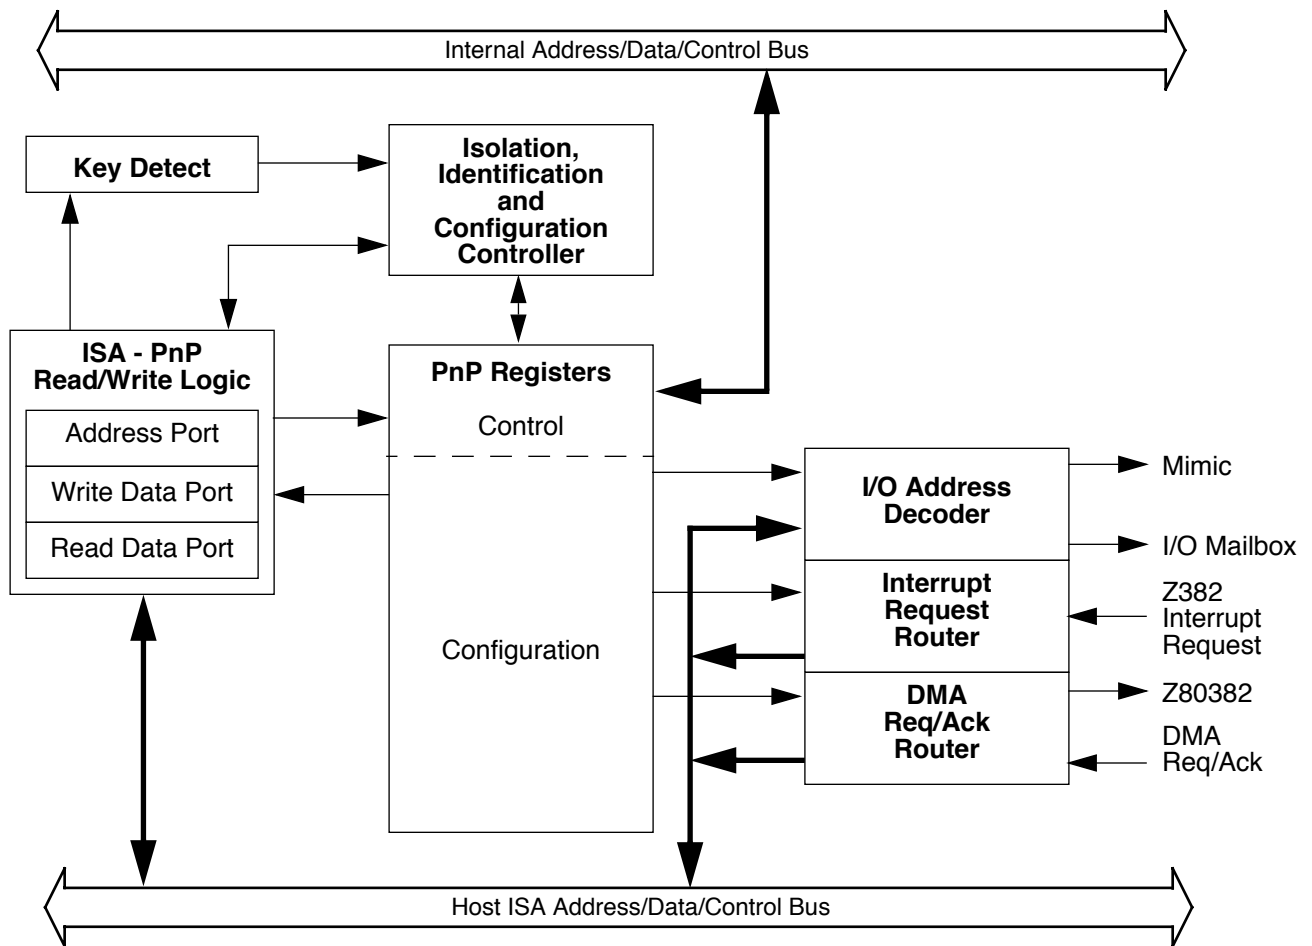 Internal Address/Data/Control Bus
Key Detect
Isolation,
Identification
and
Configuration
Controller
ISA - PnP
Read/Write Logic
Address Port
Write Data Port
Read Data Port
PnP Registers
Control
Configuration
I/O Address
Decoder
Interrupt
Request
Router
DMA
Req/Ack
Router
Mimic
I/O Mailbox
Z382
Interrupt
Request
Z80382
DMA
Req/Ack
Host ISA Address/Data/Control Bus